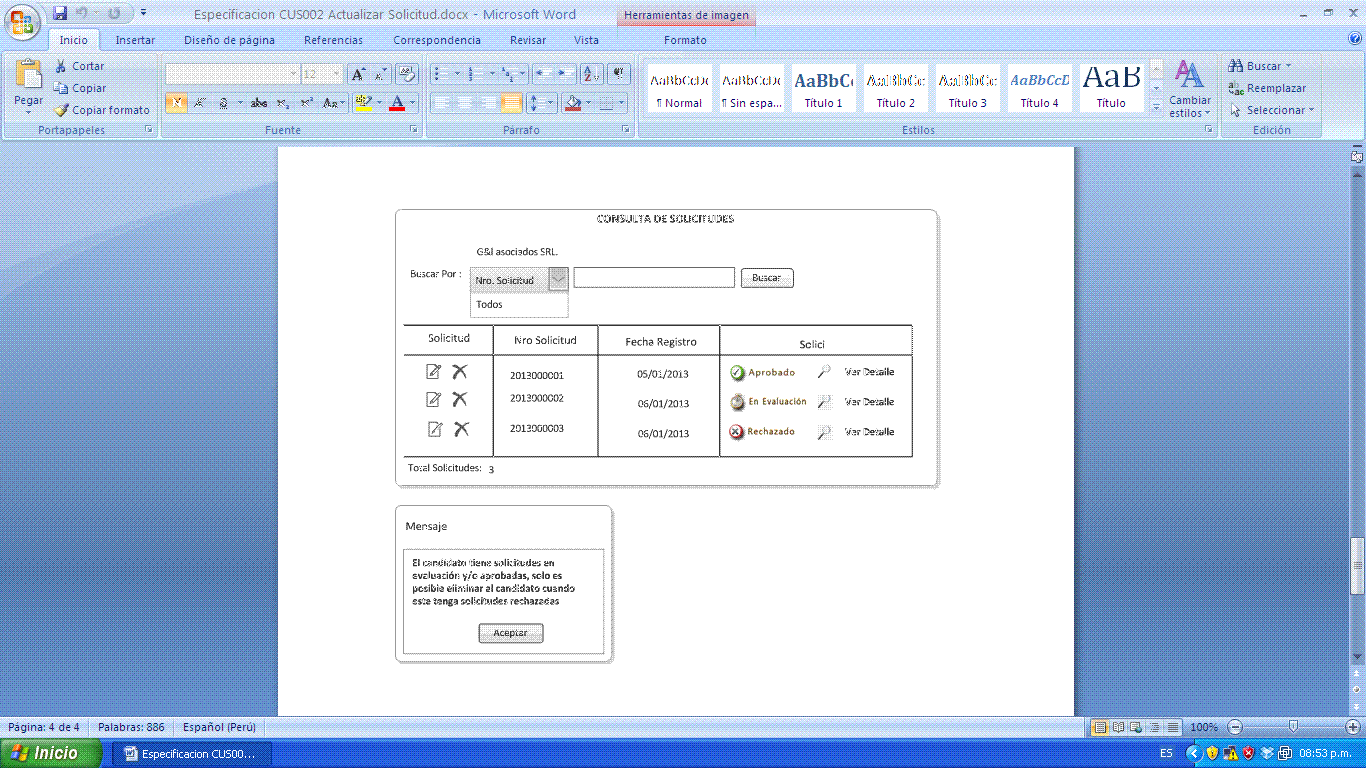 Especificacion CUS002 Actualizar Solicitud.docx - Microsoft Word
Herramientas de imagen
Inicio Insertar Diseño de página Referencias Correspondencia Revisar Vista Formato
Pegar
Cortar
Copiar
Copiar formato
Portapapeles
12
Fuente
Párrafo
AaBbCcDc AaBbCcDc AaBbC AaBbCc AaBbCc AaBbCcD AaB
¶ Normal ¶ Sin espa... Título 1 Título 2 Título 3 Título 4 Título
Cambiar estilos
Estilos
Buscar
Reemplazar
Seleccionar
Edición
CONSULTA DE SOLICITUDES
G&I asociados SRL.
Buscar Por : Nro. Solicitud Buscar
Todos
Solicitud Nro Solicitud Fecha Registro Solici
2013000001 05/01/2013 Aprobado Ver Detalle
2013000002 06/01/2013 En Evaluación Ver Detalle
2013000003 06/01/2013 Rechazado Ver Detalle
Total Solicitudes: 3
Mensaje
El candidato tiene solicitudes en
evaluación y/o aprobadas, solo es
posible eliminar al candidato cuando
este tenga solicitudes rechazadas
Aceptar
Página: 4 de 4 Palabras: 886 Español (Perú) 100%
Inicio Especificacion CUS00... ES 08:53 p.m.